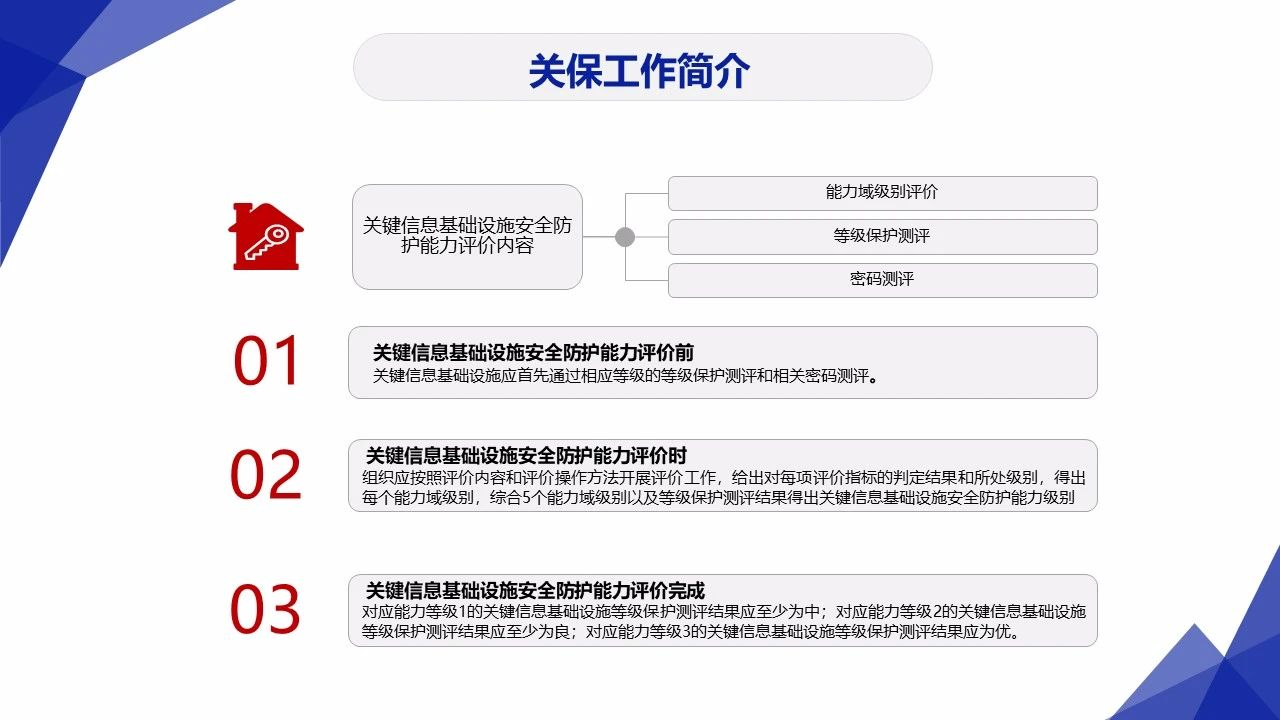 关保工作简介
关键信息基础设施安全防
护能力评价内容
能力域级别评价
等级保护测评
密码测评
01
关键信息基础设施安全防护能力评价前
关键信息基础设施应首先通过相应等级的等级保护测评和相关密码测评。
02
关键信息基础设施安全防护能力评价时
组织应按照评价内容和评价操作方法开展评价工作，给出对每项评价指标的判定结果和所处级别，得出
每个能力域级别，综合5个能力域级别以及等级保护测评结果得出关键信息基础设施安全防护能力级别
03
关键信息基础设施安全防护能力评价完成
对应能力等级1的关键信息基础设施等级保护测评结果应至少为中；对应能力等级2的关键信息基础设施
等级保护测评结果应至少为良；对应能力等级3的关键信息基础设施等级保护测评结果应为优。